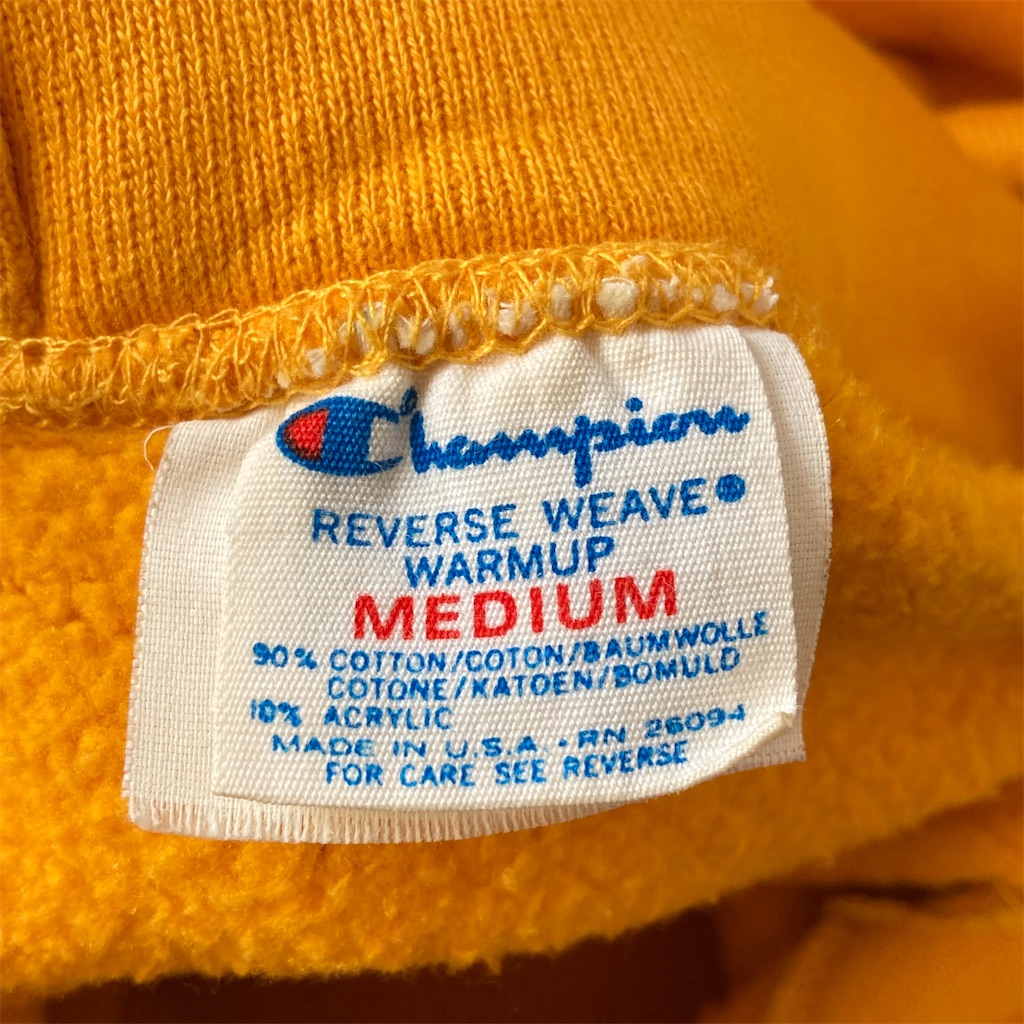 Champion
REVERSE WEAVE
WARMUP
MEDIUM
90% COTTON/COTON/BAUMWOLLE
COTONE/KATOEN/BOMULD
10% ACRYLIC
MADE IN U.S.A. • RN 26094
FOR CARE SEE REVERSE